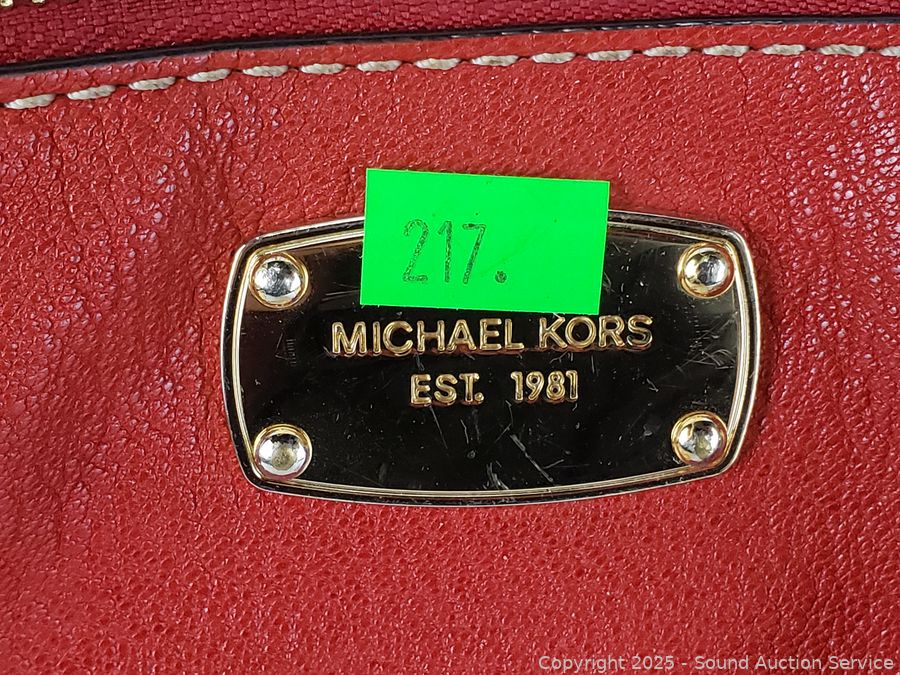 217.
MICHAEL KORS
EST. 1981
Copyright 2025 - Sound Auction Service